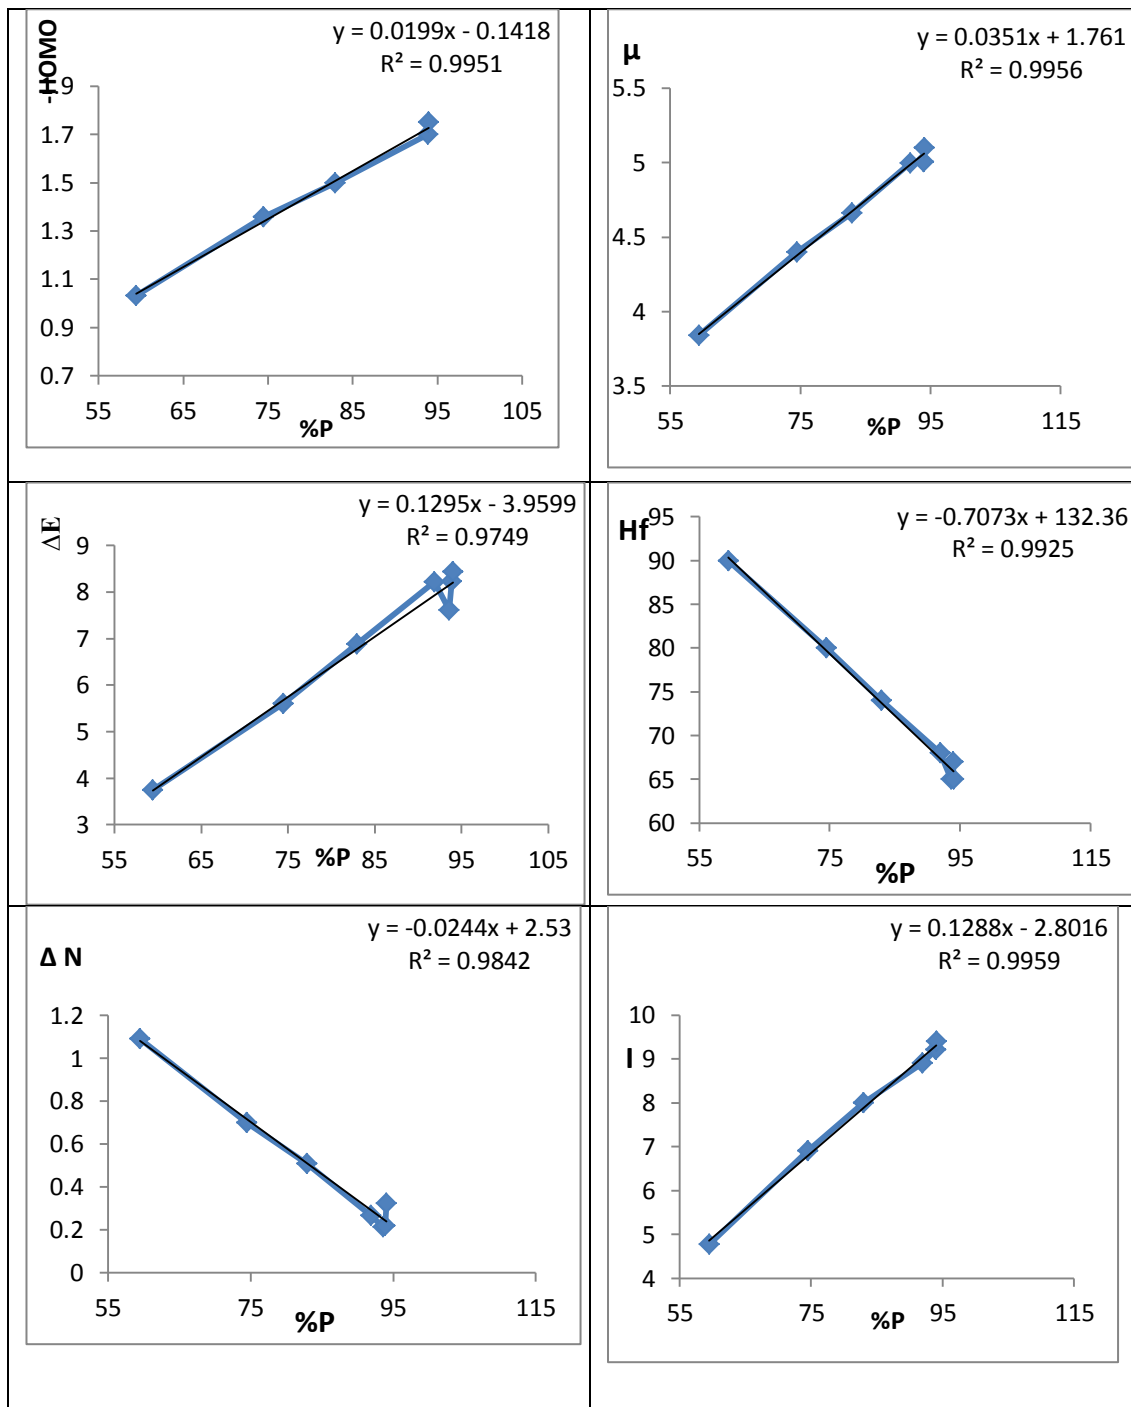 y = 0.0199x - 0.1418
R² = 0.9951
-HOMO
1.9
1.7
1.5
1.3
1.1
0.9
0.7
55 65 75 85 95 105
%P
y = 0.0351x + 1.761
R² = 0.9956
μ
5.5
5
4.5
4
3.5
55 75 95 115
%P
y = 0.1295x - 3.9599
R² = 0.9749
ΔE
9
8
7
6
5
4
3
55 65 75 85 95 105
%P
y = -0.7073x + 132.36
R² = 0.9925
Hf
95
90
85
80
75
70
65
60
55 75 95 115
%P
y = -0.0244x + 2.53
R² = 0.9842
Δ N
1.2
1
0.8
0.6
0.4
0.2
0
55 75 95 115
%P
y = 0.1288x - 2.8016
R² = 0.9959
I
10
9
8
7
6
5
4
55 75 95 115
%P